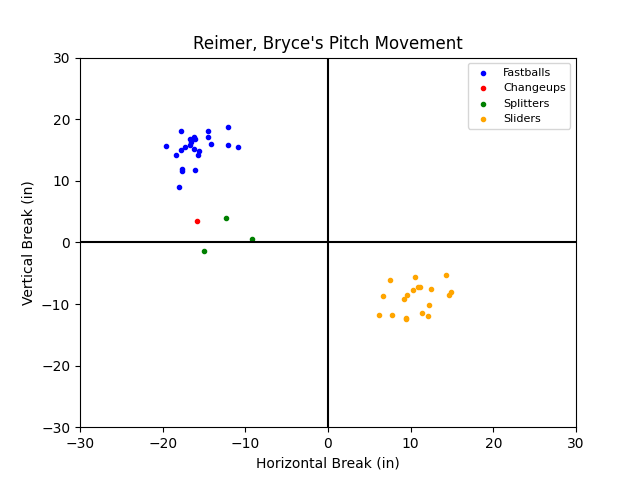 Reimer, Bryce's Pitch Movement
Fastballs
Changeups
Splitters
Sliders
30
20
10
0
−10
−20
−30
Vertical Break (in)
−30
−20
−10
0
10
20
30
Horizontal Break (in)